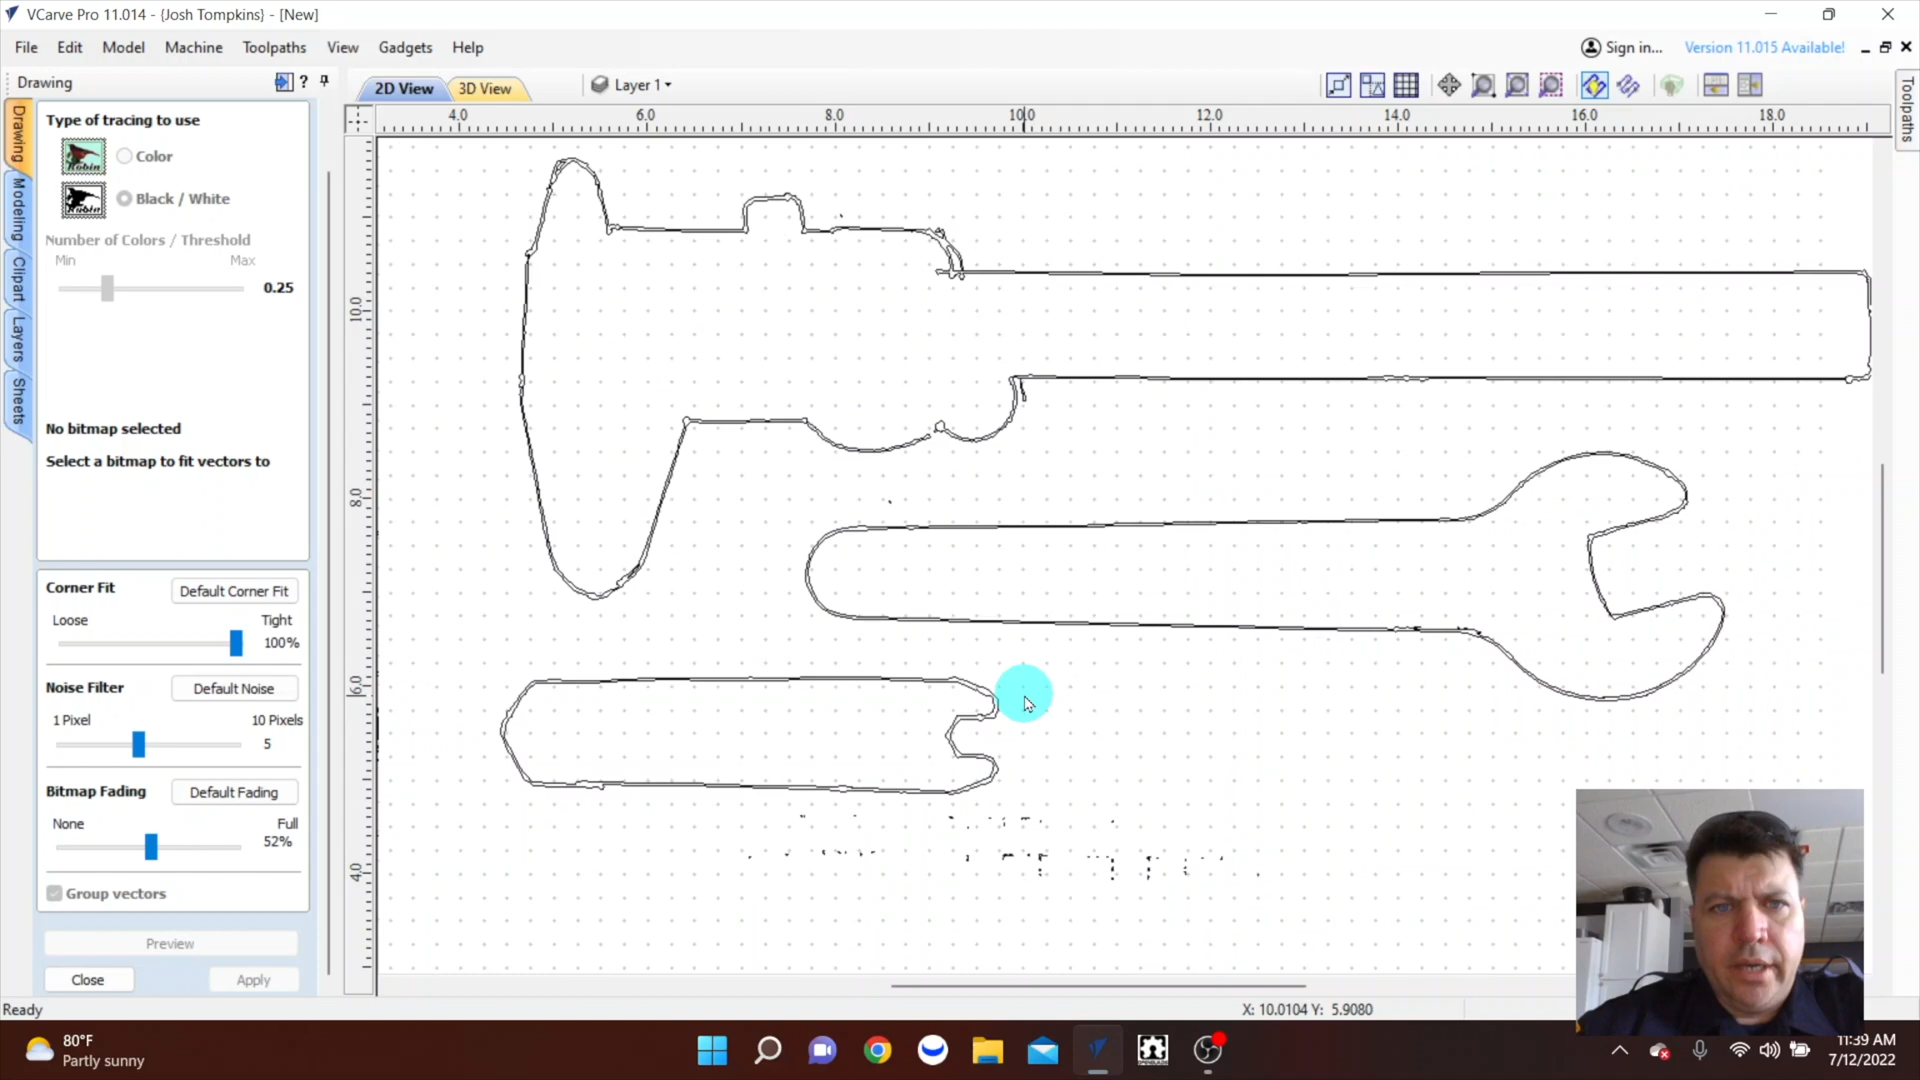 VCarve Pro 11.014 - {Josh Tompkins} - [New]
File Edit Model Machine Toolpaths View Gadgets Help
Sign in... Version 11.015 Available!
Drawing
?
2D View 3D View Layer 1
Toolpaths
Drawing
Modeling
Clipart
Layers
Sheets
Type of tracing to use
Robin Color
Robin Black / White
Number of Colors / Threshold
Min Max
0.25
No bitmap selected
Select a bitmap to fit vectors to
Corner Fit Default Corner Fit
Loose Tight
100%
Noise Filter Default Noise
1 Pixel 10 Pixels
5
Bitmap Fading Default Fading
None Full
52%
Group vectors
Preview
Close Apply
4.0 6.0 8.0 10.0 12.0 14.0 16.0 18.0
10.0
8.0
6.0
4.0
Ready X: 10.0104 Y: 5.9080
80°F
Partly sunny
11:39 AM
7/12/2022